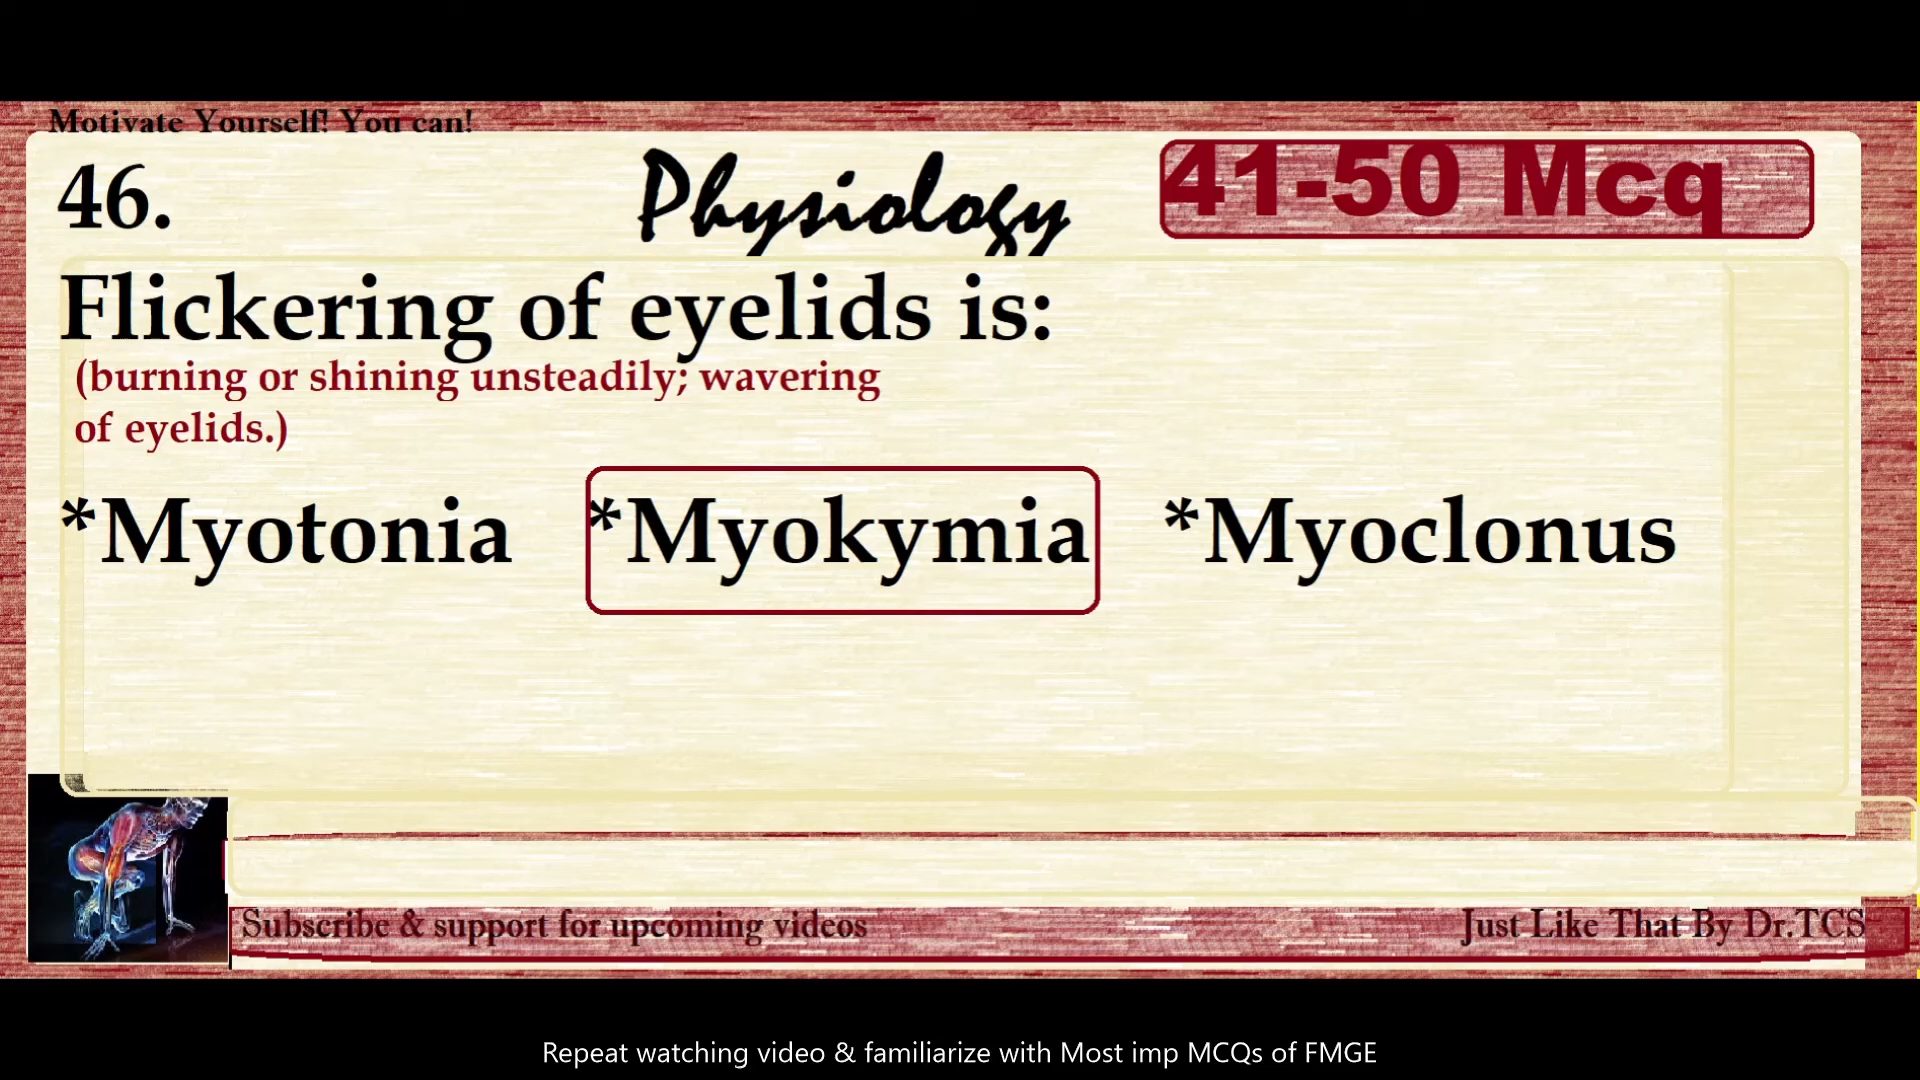 Motivate Yourself! You can!
46.
Physiology
41-50 Mcq
Flickering of eyelids is:
(burning or shining unsteadily; wavering
of eyelids.)
*Myotonia *Myokymia *Myoclonus
Subscribe & support for upcoming videos
Just Like That By Dr.TCS
Repeat watching video & familiarize with Most imp MCQs of FMGE